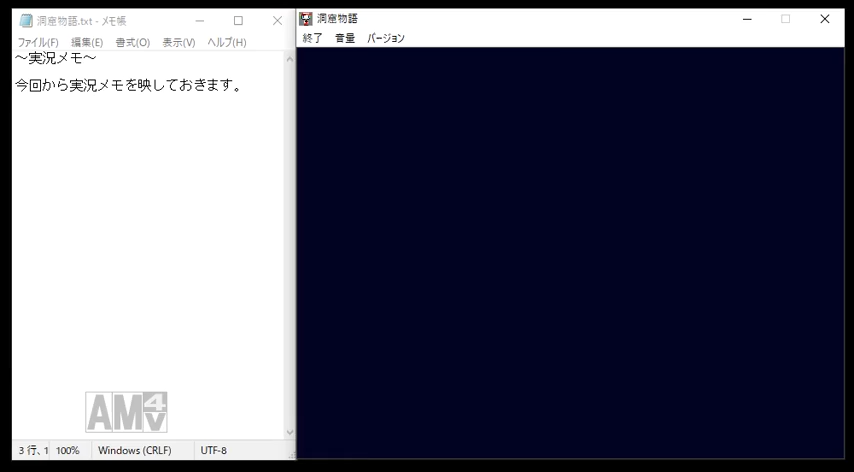 洞窟物語.txt - メモ帳
ファイル(F) 編集(E) 書式(O) 表示(V) ヘルプ(H)
～実況メモ～
今回から実況メモを映しておきます。
AM4V
3 行、1 100% Windows (CRLF) UTF-8
洞窟物語
終了 音量 バージョン